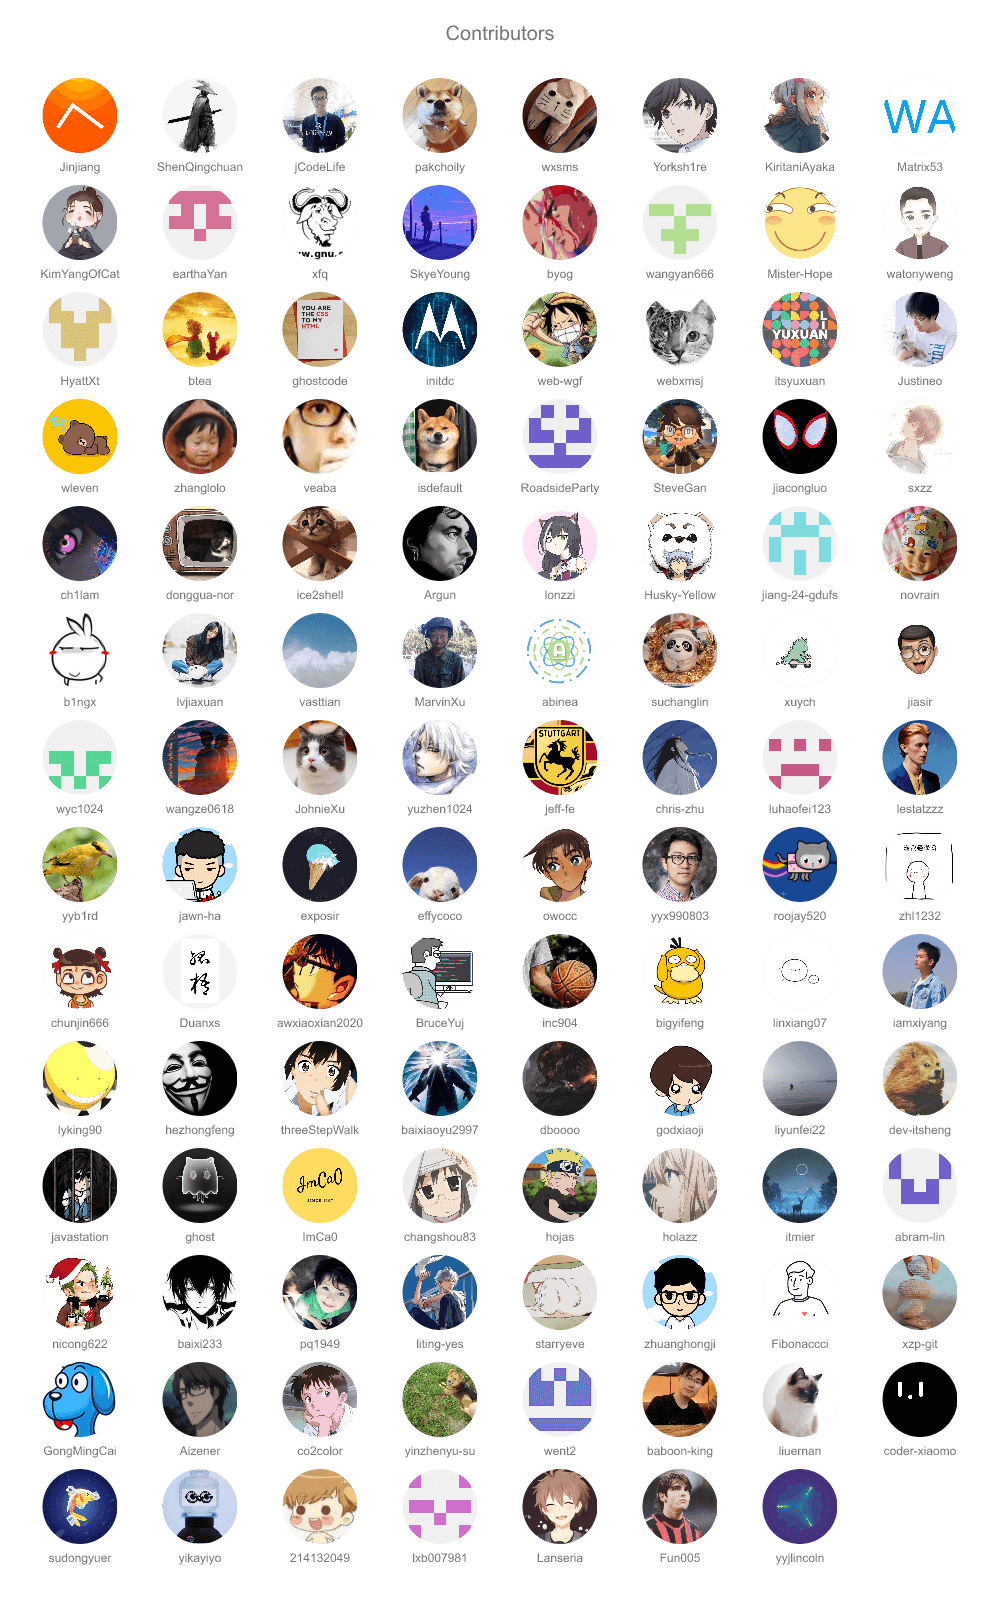 Contributors
WA
Jinjiang ShenQingchuan jCodeLife pakchoily wxsms Yorksh1re KiritaniAyaka Matrix53
www.gnu.
KimYangOfCat earthaYan xfq SkyeYoung byog wangyan666 Mister-Hope watonyweng
YOU ARE
THE CSS
TO MY
HTML
LI
YUXUAN
HyattXt btea ghostcode initdc web-wgf webxmsj itsyuxuan Justineo
wleven zhanglolo veaba isdefault RoadsideParty SteveGan jiacongluo sxzz
ch1lam donggua-nor ice2shell Argun lonzzi Husky-Yellow jiang-24-gdufs novrain
b1ngx lvjiaxuan vasttian MarvinXu abinea suchanglin xuych jiasir
STUTTGART
wyc1024 wangze0618 JohnieXu yuzhen1024 jeff-fe chris-zhu luhaofei123 lestatzzz
yyb1rd jawn-ha exposir effycoco owocc yyx990803 roojay520 zhl1232
chunjin666 Duanxs awxiaoxian2020 BruceYuj inc904 bigyifeng linxiang07 iamxiyang
lyking90 hezhongfeng threeStepWalk baixiaoyu2997 dboooo godxiaoji liyunfei22 dev-itsheng
JmCaO
javastation ghost ImCa0 changshou83 hojas holazz itmier abram-lin
nicong622 baixi233 pq1949 liting-yes starryeve zhuanghongji Fibonaccci xzp-git
GongMingCai Aizener co2color yinzhenyu-su went2 baboon-king liuernan coder-xiaomo
sudongyuer yikayiyo 214132049 lxb007981 Lanseria Fun005 yyjlincoln